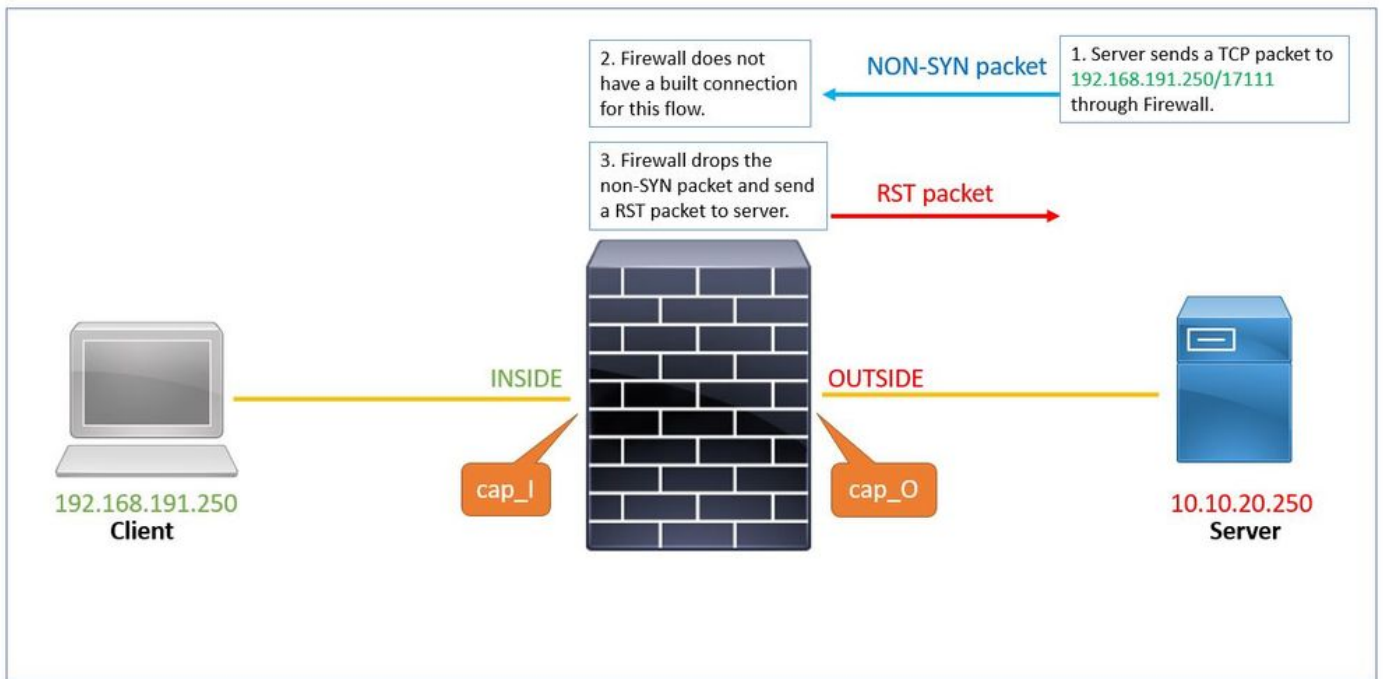 2. Firewall does not
have a built connection
for this flow.
NON-SYN packet
1. Server sends a TCP packet to
192.168.191.250/17111
through Firewall.
3. Firewall drops the
non-SYN packet and send
a RST packet to server.
RST packet
INSIDE
OUTSIDE
cap_I
cap_O
192.168.191.250
Client
10.10.20.250
Server